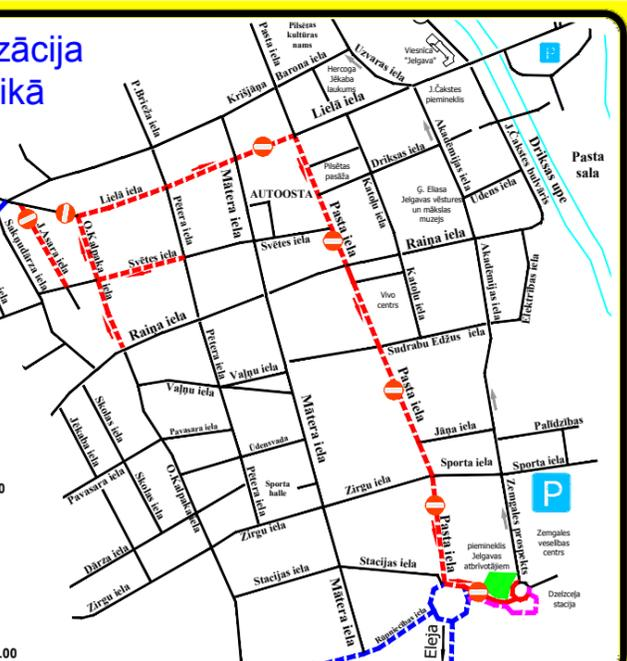 zācija
ikā
Pilsētas
kultūras
nams
Pasta iela
Barona iela
Krišjāņa
Uzvaras iela
Viesnīca
"Jelgava"
P
Hercoga
Jēkaba
laukums
Lielā iela
J.Čakstes
piemineklis
P.Brieža iela
Akadēmijas iela
J.Čakstes bulvāris
Driksas upe
Pasta
sala
Driksas iela
Pilsētas
pasāža
Mātera iela
AUTOOSTA
Katoļu iela
Ģ. Eliasa
Jelgavas vēstures
un mākslas
muzejs
Ūdens iela
Lielā iela
Pētera iela
Pasta iela
Svētes iela
Raiņa iela
J.Asara iela
Sakņudārza iela
O.Kalpaka iela
Svētes iela
Akadēmijas iela
Elektrības iela
Katoļu iela
Vivo
centrs
iela
Raiņa iela
Pētera iela
Sudrabu Edžus iela
Vaļņu iela
Vaļņu iela
Pasta iela
Skolas iela
Jēkaba iela
Mātera iela
Pavasara iela
Jāņa iela
Palīdzības
Ūdensvada
Sporta iela
Sporta iela
O.Kalpaka iela
Pētera iela
Sporta
halle
Zirgu iela
P
Pavasara iela
Skolas iela
Zemgales prospekts
Zirgu iela
Pasta iela
Zemgales
veselības
centrs
piemineklis
Jelgavas
atbrīvotājiem
Dārza iela
Stacijas iela
Stacijas iela
Zirgu iela
Mātera iela
Dzelzceļa
stacija
Rūpniecības iela
Eleja
0
.00